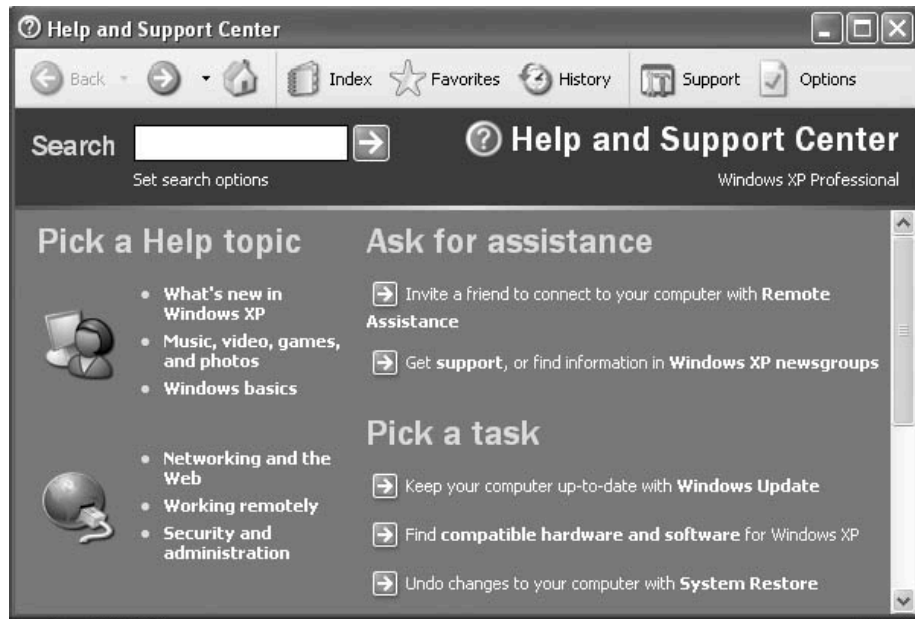 Help and Support Center
Back
Index
Favorites
History
Support
Options
Search
Help and Support Center
Set search options
Windows XP Professional
Pick a Help topic
What's new in
Windows XP
Music, video, games,
and photos
Windows basics
Networking and the
Web
Working remotely
Security and
administration
Ask for assistance
Invite a friend to connect to your computer with Remote
Assistance
Get support, or find information in Windows XP newsgroups
Pick a task
Keep your computer up-to-date with Windows Update
Find compatible hardware and software for Windows XP
Undo changes to your computer with System Restore